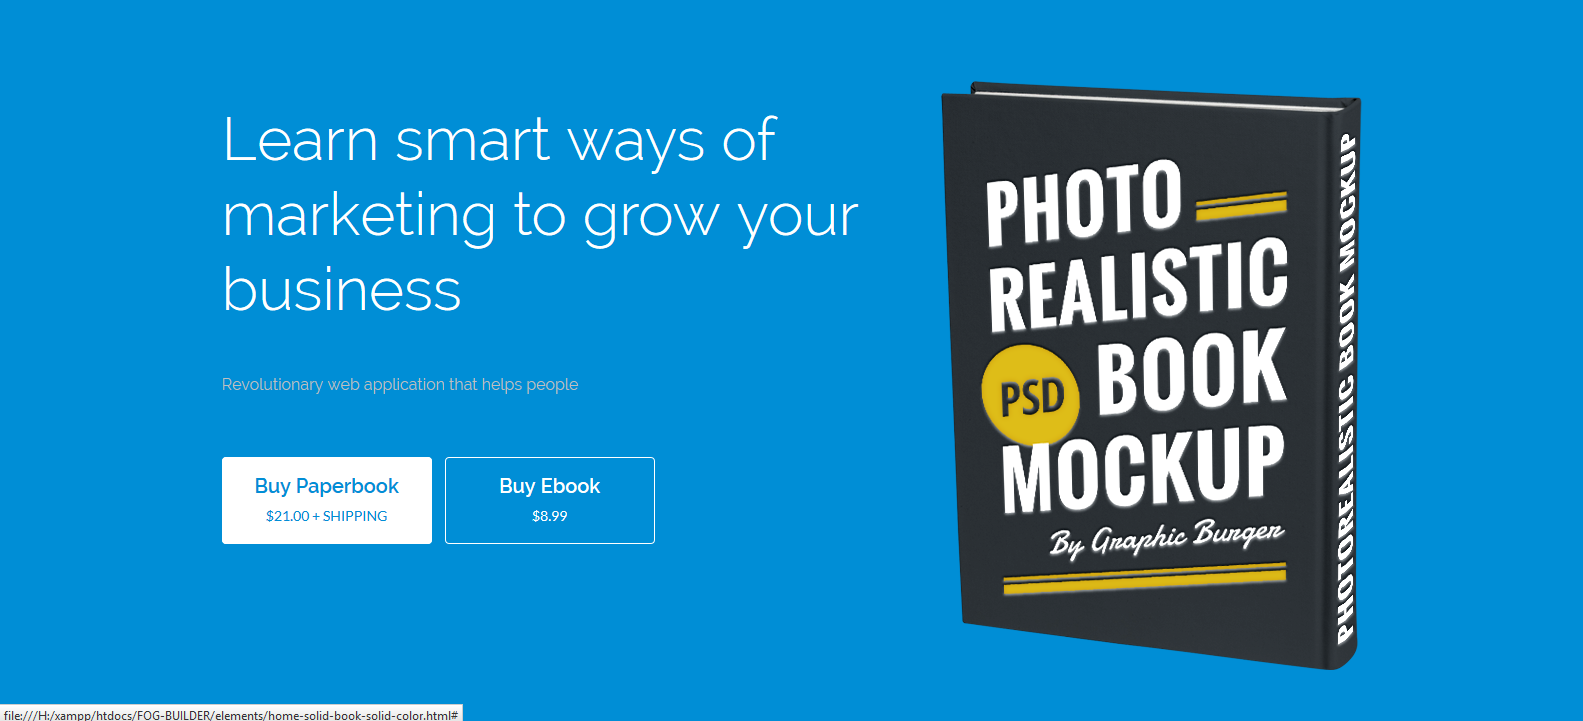 Learn smart ways of
marketing to grow your
business
Revolutionary web application that helps people
Buy Paperbook
$21.00 + SHIPPING
Buy Ebook
$8.99
PHOTO
REALISTIC
PSD BOOK
MOCKUP
By Graphic Burger
PHOTOREALISTIC BOOK MOCKUP
file:///H:/xampp/htdocs/FOG-BUILDER/elements/home-solid-book-solid-color.html#